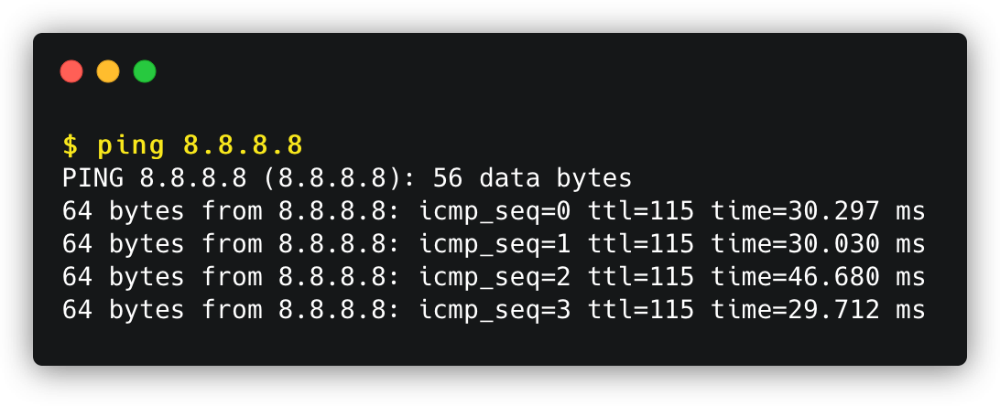 $ ping 8.8.8.8
PING 8.8.8.8 (8.8.8.8): 56 data bytes
64 bytes from 8.8.8.8: icmp_seq=0 ttl=115 time=30.297 ms
64 bytes from 8.8.8.8: icmp_seq=1 ttl=115 time=30.030 ms
64 bytes from 8.8.8.8: icmp_seq=2 ttl=115 time=46.680 ms
64 bytes from 8.8.8.8: icmp_seq=3 ttl=115 time=29.712 ms